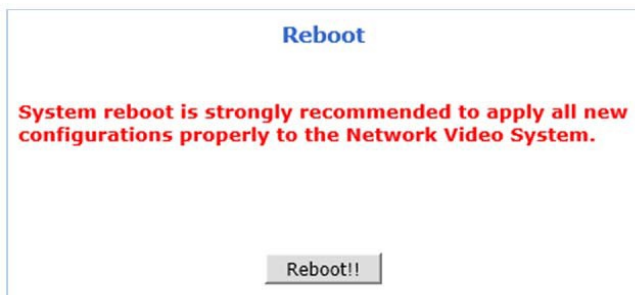 Reboot
System reboot is strongly recommended to apply all new
configurations properly to the Network Video System.
Reboot!!